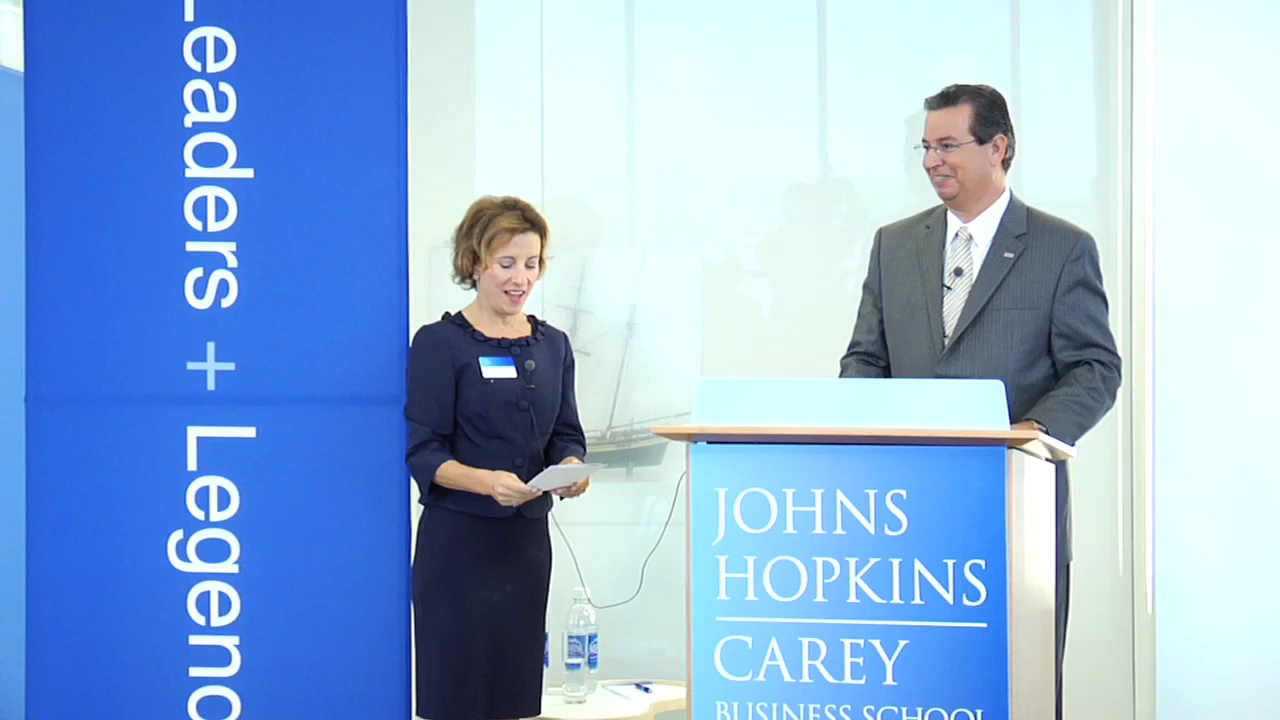 Leaders + Legend
JOHNS
HOPKINS
CAREY
BUSINESS SCHOOL